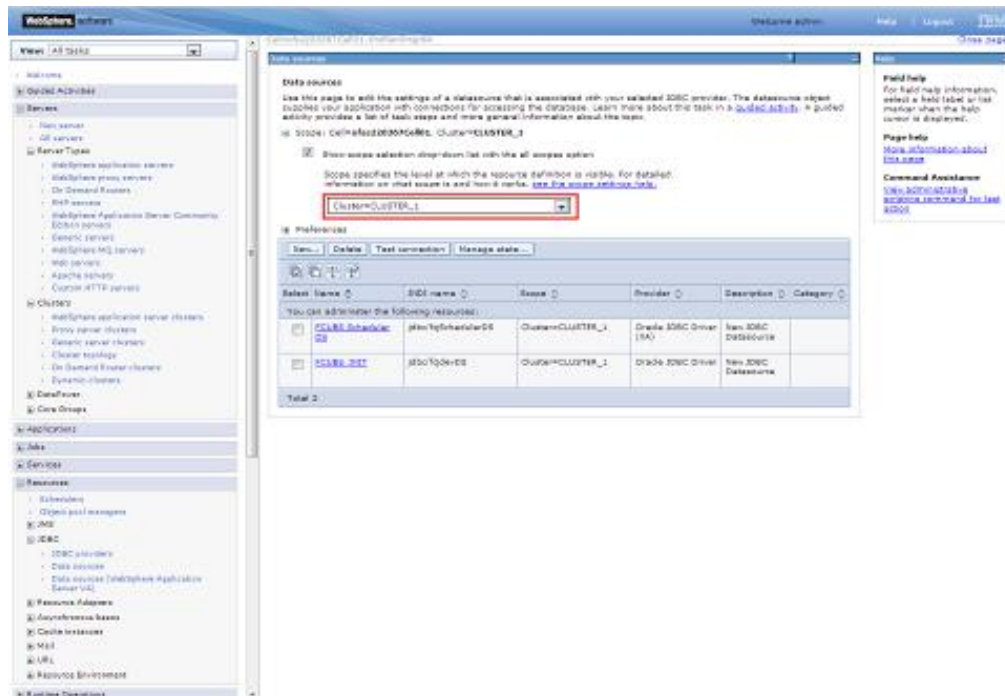 WebSphere. software
Welcome admin
Help
Logout
IBM
View: All tasks
Close page
Welcome
Guided Activities
Servers
New server
All servers
Server Types
WebSphere application servers
WebSphere proxy servers
On Demand Routers
PHP servers
WebSphere Application Server Community
Edition servers
Generic servers
WebSphere MQ servers
Web servers
Apache servers
Custom HTTP servers
Clusters
WebSphere application server clusters
Proxy server clusters
Generic server clusters
Cluster topology
On Demand Router clusters
Dynamic clusters
DataPower
Core Groups
Applications
Jobs
Services
Resources
Schedulers
Object pool managers
JMS
JDBC
JDBC providers
Data sources
Data sources (WebSphere Application
Server V4)
Resource Adapters
Asynchronous beans
Cache instances
Mail
URL
Resource Environment
Runtime Operations
Data sources
Data sources
Use this page to edit the settings of a datasource that is associated with your selected JDBC provider. The datasource object
supplies your application with connections for accessing the database. Learn more about this task in a guided activity. A guided
activity provides a list of task steps and more general information about the topic.
Scope: Cluster=CLUSTER_1
Show scope selection drop-down list with the all scopes option
Scope specifies the level at which the resource definition is visible. For detailed
information on what scope is and how it works, see the scope settings help.
Cluster=CLUSTER_1
Preferences
New... Delete Test connection Manage state...
Select Name JNDI name Scope Provider Description Category
You can administer the following resources:
FCUBS Scheduler DS Cluster=CLUSTER_1 Oracle JDBC Driver (XA) New JDBC Datasource
Cluster=CLUSTER_1 Oracle JDBC Driver New JDBC Datasource
Total 2
Help
Field help
For field help information,
select a field label or list
marker when the help
cursor is displayed.
Page help
More information about
this page
Command Assistance
View administrative
scripting command for last
action